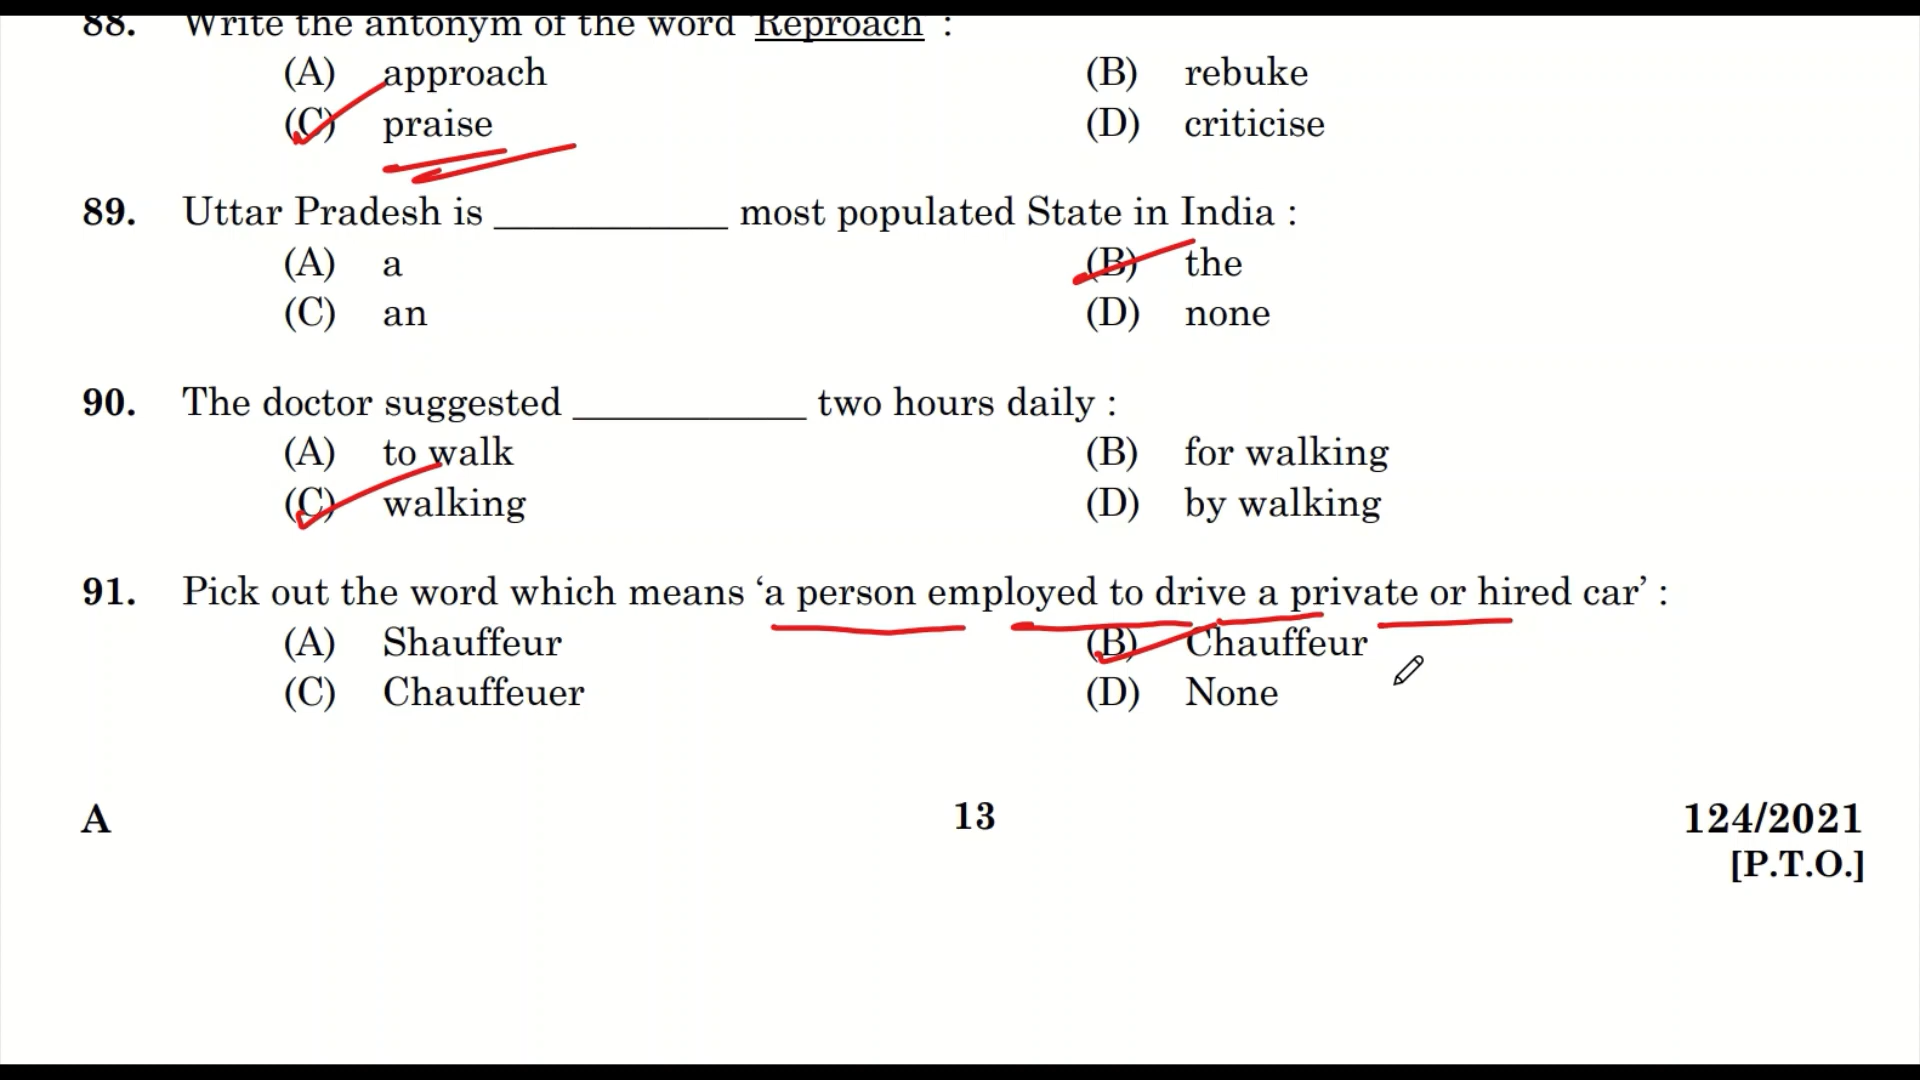 88. Write the antonym of the word 'Reproach' :
(A) approach (B) rebuke
(C) praise (D) criticise
89. Uttar Pradesh is ___________ most populated State in India :
(A) a (B) the
(C) an (D) none
90. The doctor suggested ___________ two hours daily :
(A) to walk (B) for walking
(C) walking (D) by walking
91. Pick out the word which means ‘a person employed to drive a private or hired car’ :
(A) Shauffeur (B) Chauffeur
(C) Chauffeuer (D) None
A 13 124/2021
[P.T.O.]